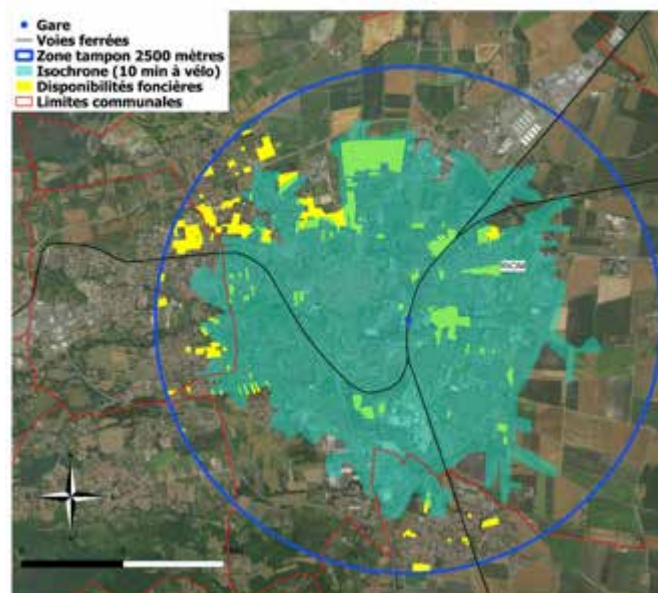 Gare
Voies ferrées
Zone tampon 2500 mètres
Isochrone (10 min à vélo)
Disponibilités foncières
Limites communales